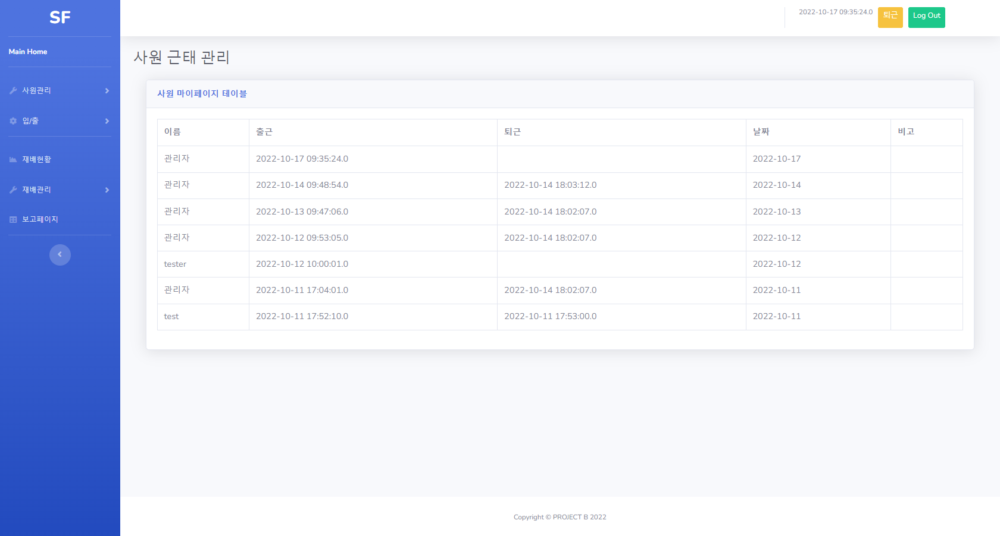 SF
Main Home
사원관리
입/출
재배현황
재배관리
보고페이지
2022-10-17 09:35:24.0 퇴근 Log Out
사원 근태 관리
사원 마이페이지 테이블
이름 출근 퇴근 날짜 비고
관리자 2022-10-17 09:35:24.0 2022-10-17
관리자 2022-10-14 09:48:54.0 2022-10-14 18:03:12.0 2022-10-14
관리자 2022-10-13 09:47:06.0 2022-10-14 18:02:07.0 2022-10-13
관리자 2022-10-12 09:53:05.0 2022-10-14 18:02:07.0 2022-10-12
tester 2022-10-12 10:00:01.0 2022-10-12
관리자 2022-10-11 17:04:01.0 2022-10-14 18:02:07.0 2022-10-11
test 2022-10-11 17:52:10.0 2022-10-11 17:53:00.0 2022-10-11
Copyright © PROJECT B 2022